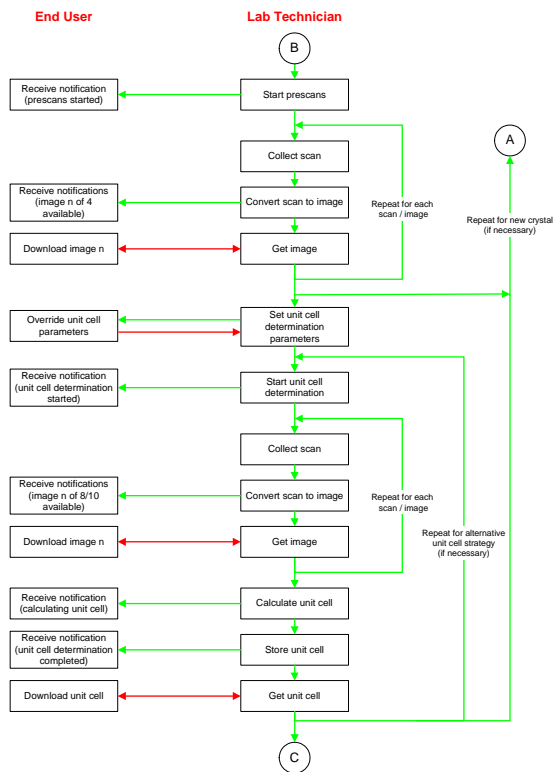 End User
Lab Technician
B
Receive notification
(prescans started)
Start prescans
A
Collect scan
Receive notifications
(image n of 4
available)
Convert scan to image
Repeat for each
scan / image
Repeat for new crystal
(if necessary)
Download image n
Get image
Override unit cell
parameters
Set unit cell
determination
parameters
Receive notification
(unit cell determination
started)
Start unit cell
determination
Collect scan
Receive notifications
(image n of 8/10
available)
Convert scan to image
Repeat for each
scan / image
Download image n
Get image
Repeat for alternative
unit cell strategy
(if necessary)
Receive notification
(calculating unit cell)
Calculate unit cell
Receive notification
(unit cell determination
completed)
Store unit cell
Download unit cell
Get unit cell
C